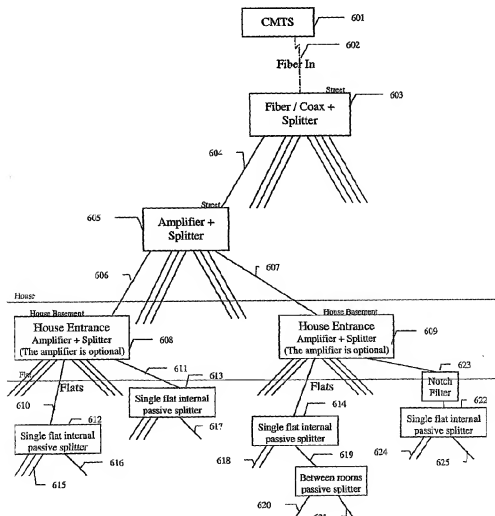 CMTS
601
602
Fiber In
Street
Fiber / Coax +
Splitter
603
604
Street
605
Amplifier +
Splitter
606
607
House
House Basement
House Entrance
Amplifier + Splitter
(The amplifier is optional)
608
House Basement
House Entrance
Amplifier + Splitter
(The amplifier is optional)
609
611
613
623
Flat
Flats
Flats
Notch
Filter
610
612
Single flat internal
passive splitter
614
622
Single flat internal
passive splitter
616
615
617
Single flat internal
passive splitter
618
619
Single flat internal
passive splitter
624
625
Between rooms
passive splitter
620
621